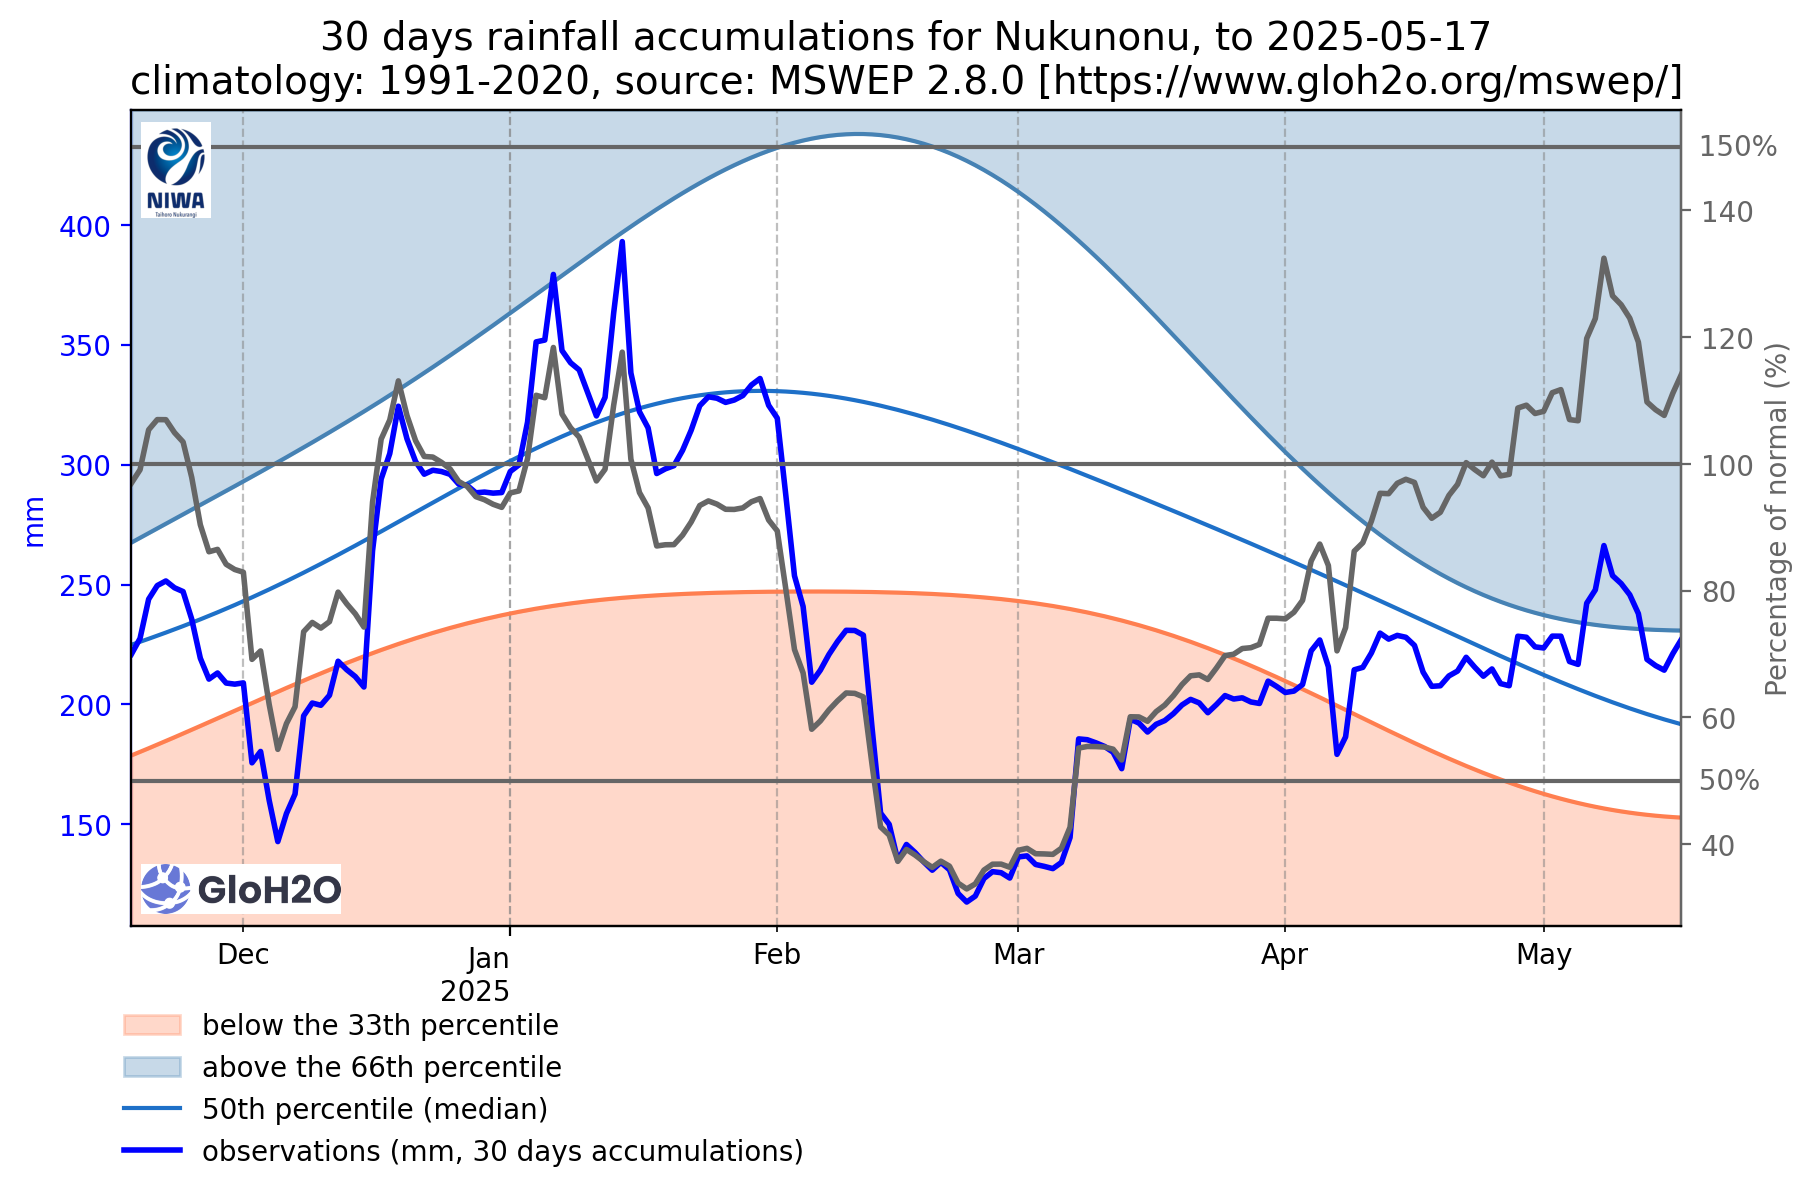 30 days rainfall accumulations for Nukunonu, to 2025-05-17
climatology: 1991-2020, source: MSWEP 2.8.0 [https://www.gloh2o.org/mswep/]
NIWA
Taihoro Nukurangi
400
350
300
250
200
150
mm
150%
140
120
100
80
60
50%
40
Percentage of normal (%)
GloH2O
Dec
Jan
2025
Feb
Mar
Apr
May
below the 33th percentile
above the 66th percentile
50th percentile (median)
observations (mm, 30 days accumulations)